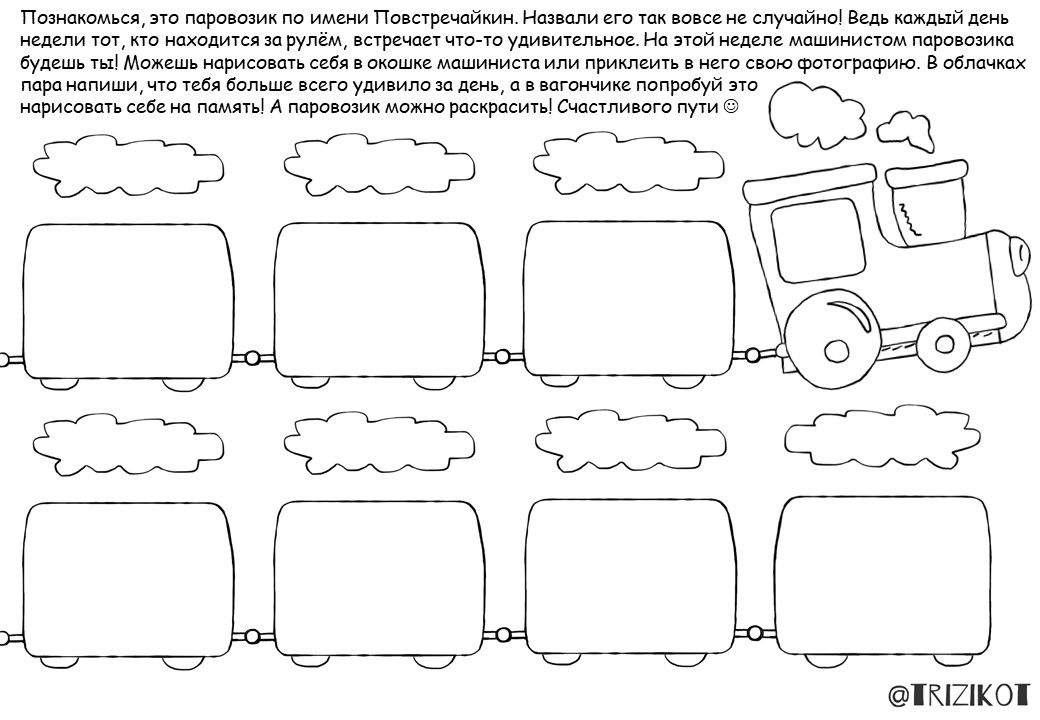 Познакомься, это паровозик по имени Повстречайкин. Назвали его так вовсе не случайно! Ведь каждый день
недели тот, кто находится за рулём, встречает что-то удивительное. На этой неделе машинистом паровозика
будешь ты! Можешь нарисовать себя в окошке машиниста или приклеить в него свою фотографию. В облачках
пара напиши, что тебя больше всего удивило за день, а в вагончике попробуй это
нарисовать себе на память! А паровозик можно раскрасить! Счастливого пути ☺
@TRIZIKOT